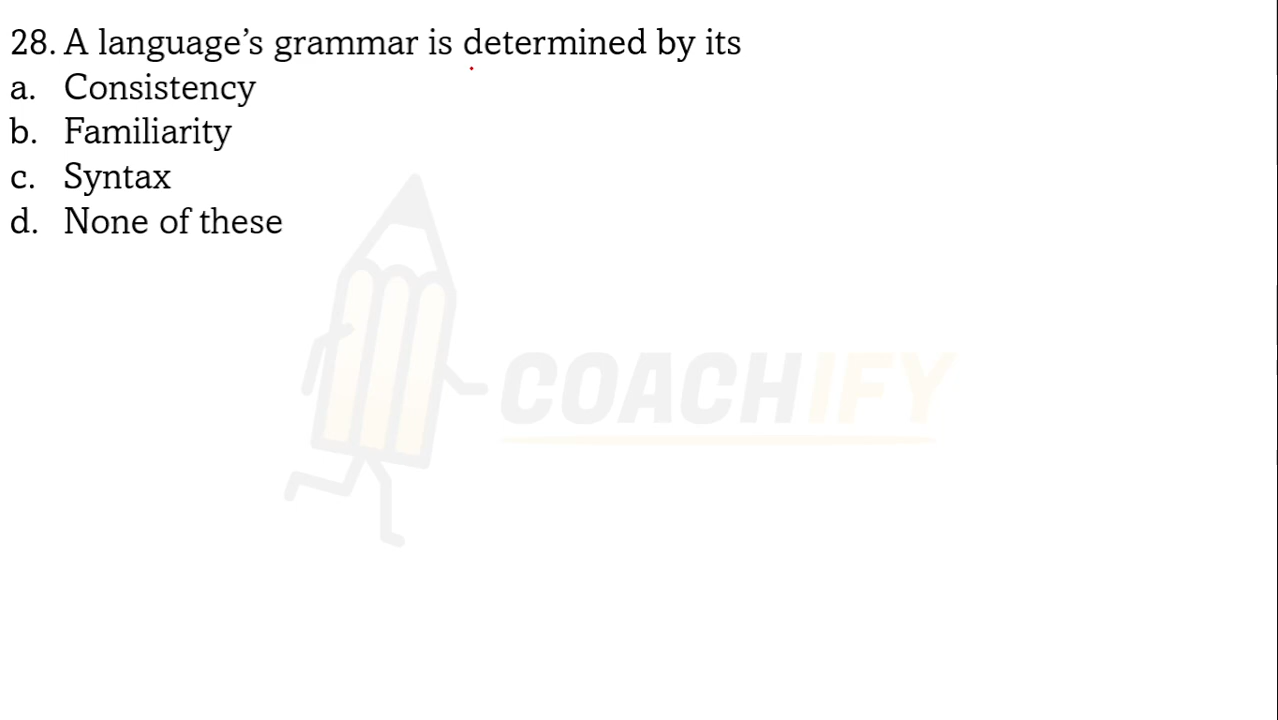 28. A language’s grammar is determined by its
a. Consistency
b. Familiarity
c. Syntax
d. None of these
COACHIFY